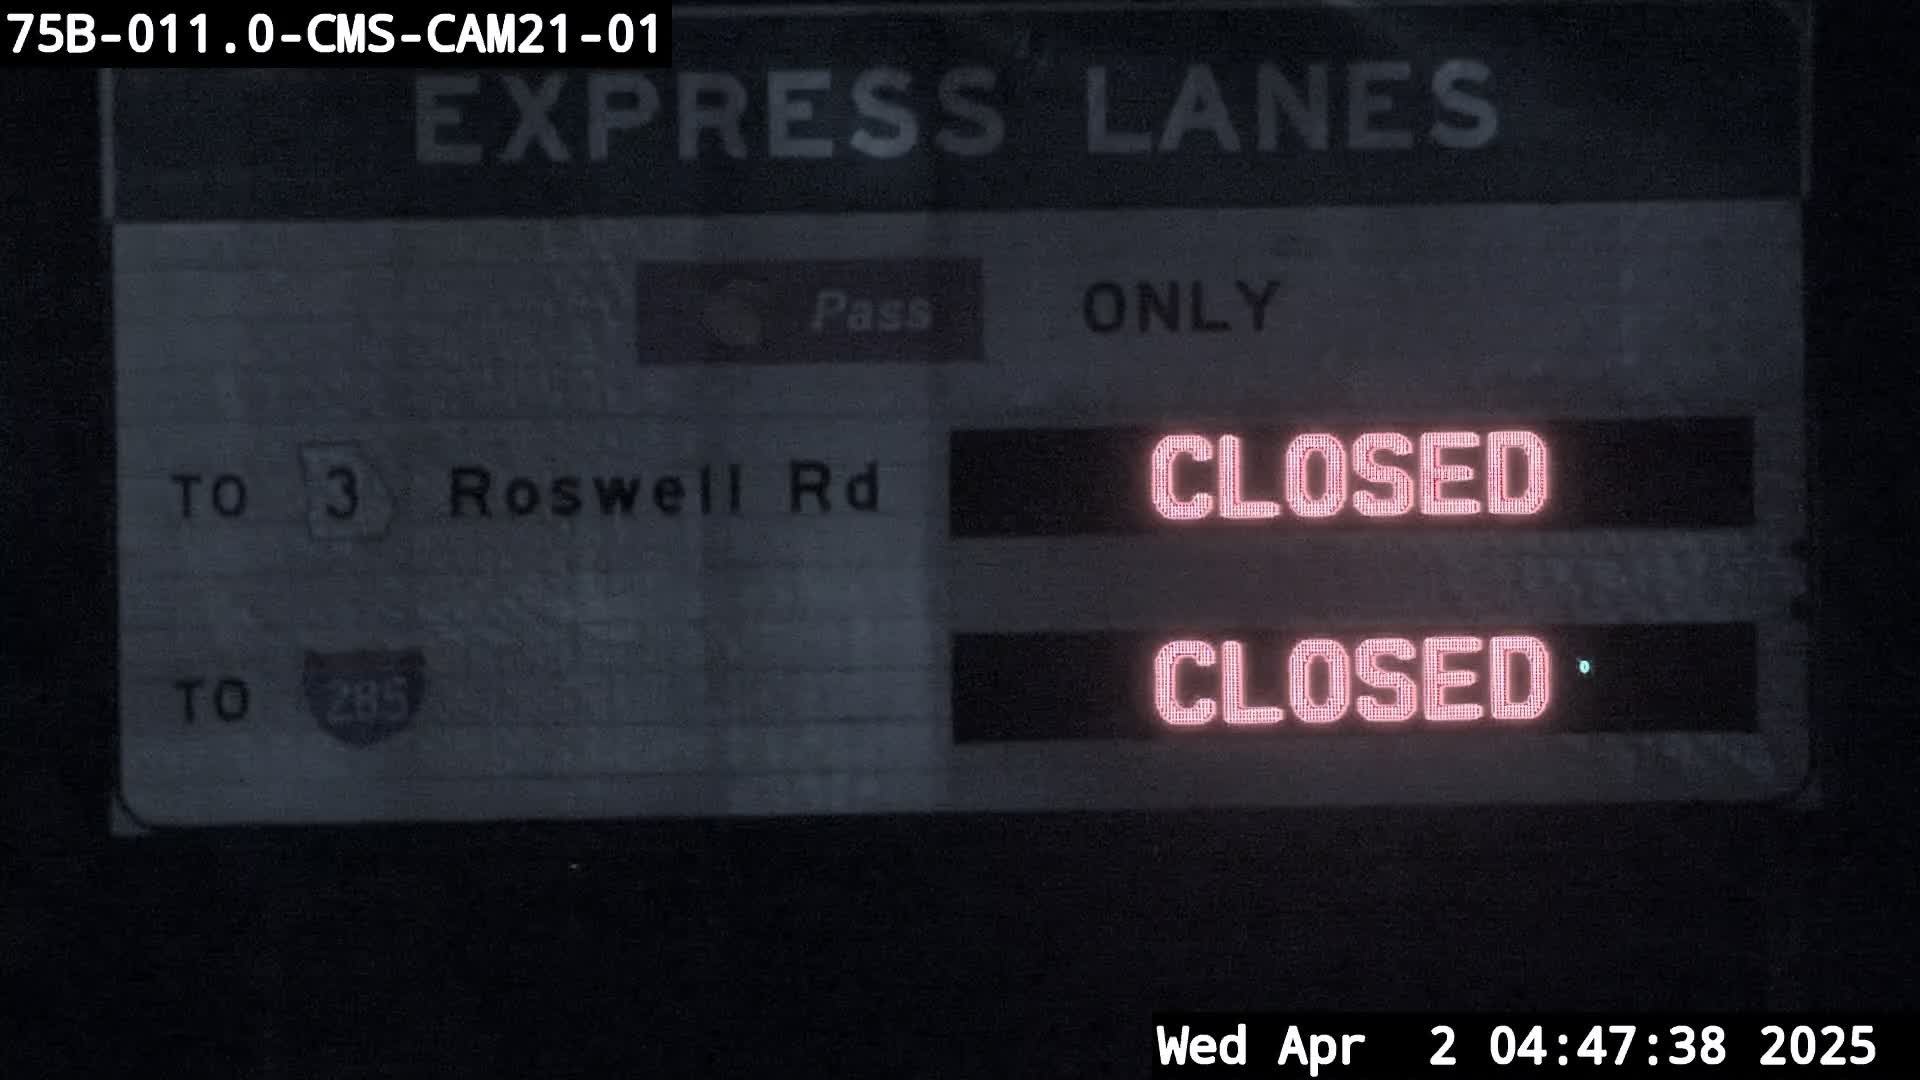 75B-011.0-CMS-CAM21-01
EXPRESS LANES
Pass ONLY
TO 3 Roswell Rd CLOSED
TO 285 CLOSED
Wed Apr 2 04:47:38 2025